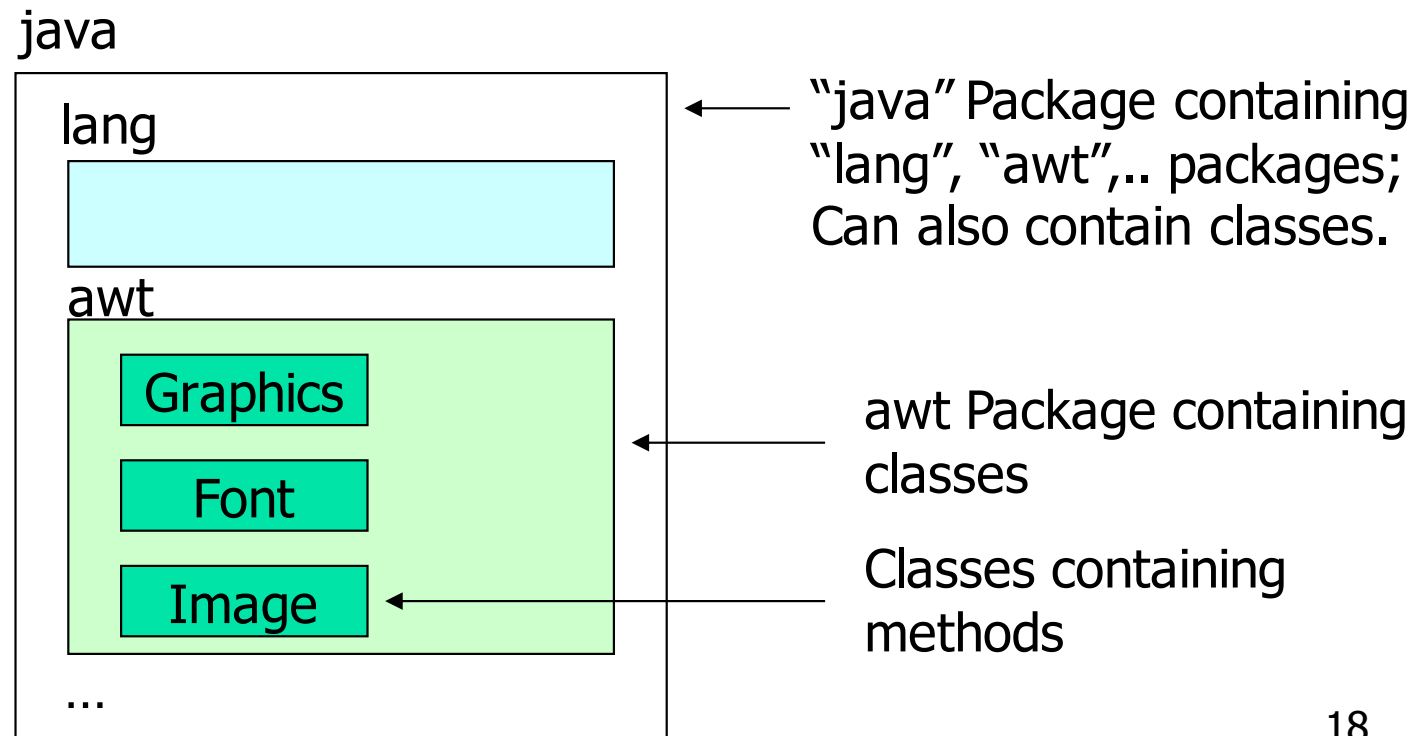 java
lang
awt
Graphics
Font
Image
…
“java” Package containing
“lang”, “awt”,.. packages;
Can also contain classes.
awt Package containing
classes
Classes containing
methods
18